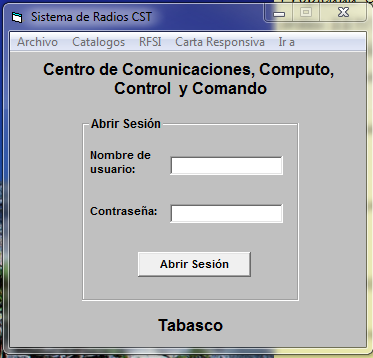 Sistema de Radios CST
Archivo Catalogos RFSI Carta Responsiva Ir a
Centro de Comunicaciones, Computo,
Control y Comando
Abrir Sesión
Nombre de
usuario:
Contraseña:
Abrir Sesión
Tabasco